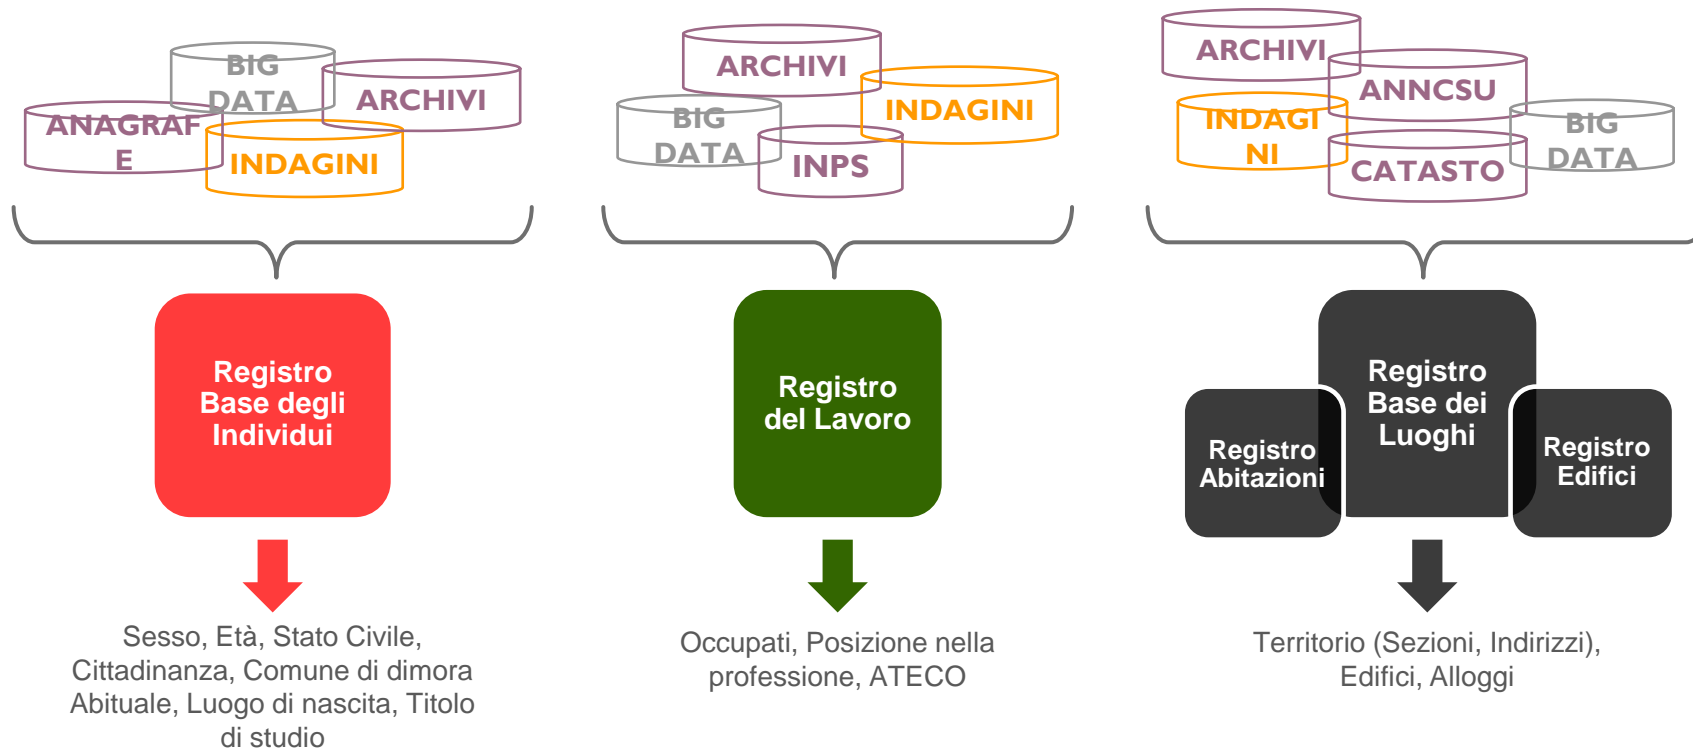 BIG
DATA
ARCHIVI
ANAGRAF
E
INDAGINI
ARCHIVI
BIG
DATA
INDAGINI
INPS
ARCHIVI
ANNCSU
INDAGI
NI
BIG
DATA
CATASTO
Registro
Base degli
Individui
Registro
del Lavoro
Registro
Base dei
Luoghi
Registro
Abitazioni
Registro
Edifici
Sesso, Età, Stato Civile,
Cittadinanza, Comune di dimora
Abituale, Luogo di nascita, Titolo
di studio
Occupati, Posizione nella
professione, ATECO
Territorio (Sezioni, Indirizzi),
Edifici, Alloggi